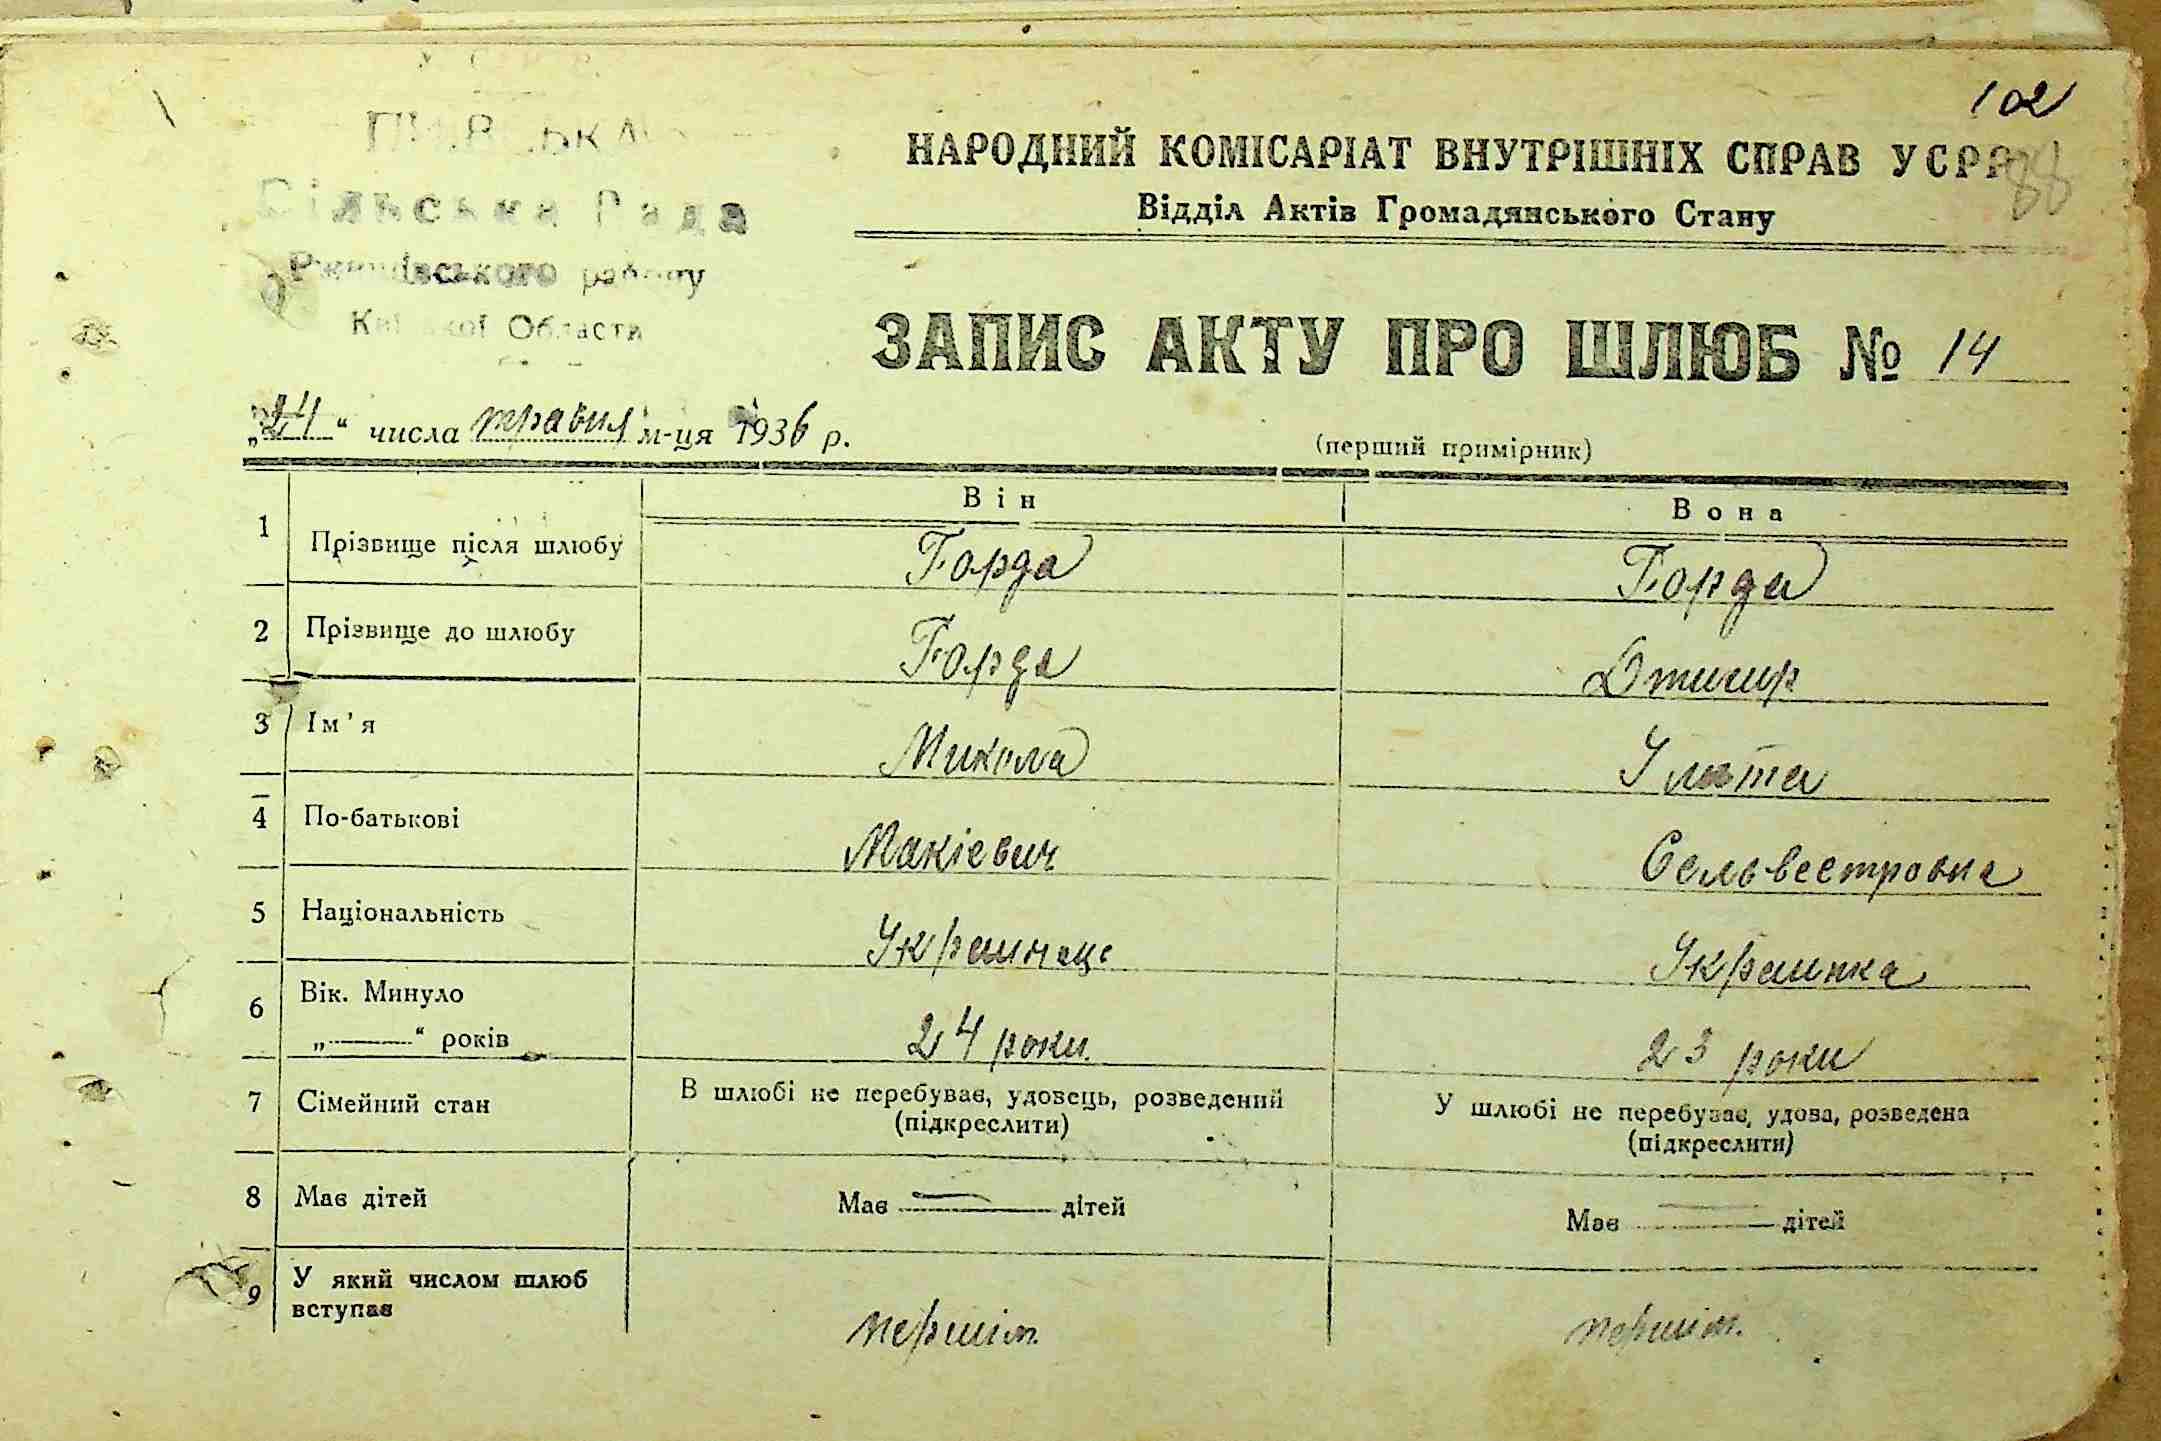 102
88
Сільська Рада
району
Області
НАРОДНИЙ КОМІСАРІАТ ВНУТРІШНІХ СПРАВ УСРР
Відділ Актів Громадянського Стану
ЗАПИС АКТУ ПРО ШЛЮБ № 14
„24“ числа травня м-ця 1936 р.
(перший примірник)
Він Вона
1 Прізвище після шлюбу Горда Горда
2 Прізвище до шлюбу Горда
3 Ім'я Микола
4 По-батькові Макієвич Сельвестровна
5 Національність Українець Українка
6 Вік. Минуло
„ “ років 24 роки 23 роки
7 Сімейний стан В шлюбі не перебуває, удовець, розведений У шлюбі не перебуває, удова, розведена
(підкреслити) (підкреслити)
8 Має дітей Має — дітей Має — дітей
9 У який числом шлюб
вступає першім першім